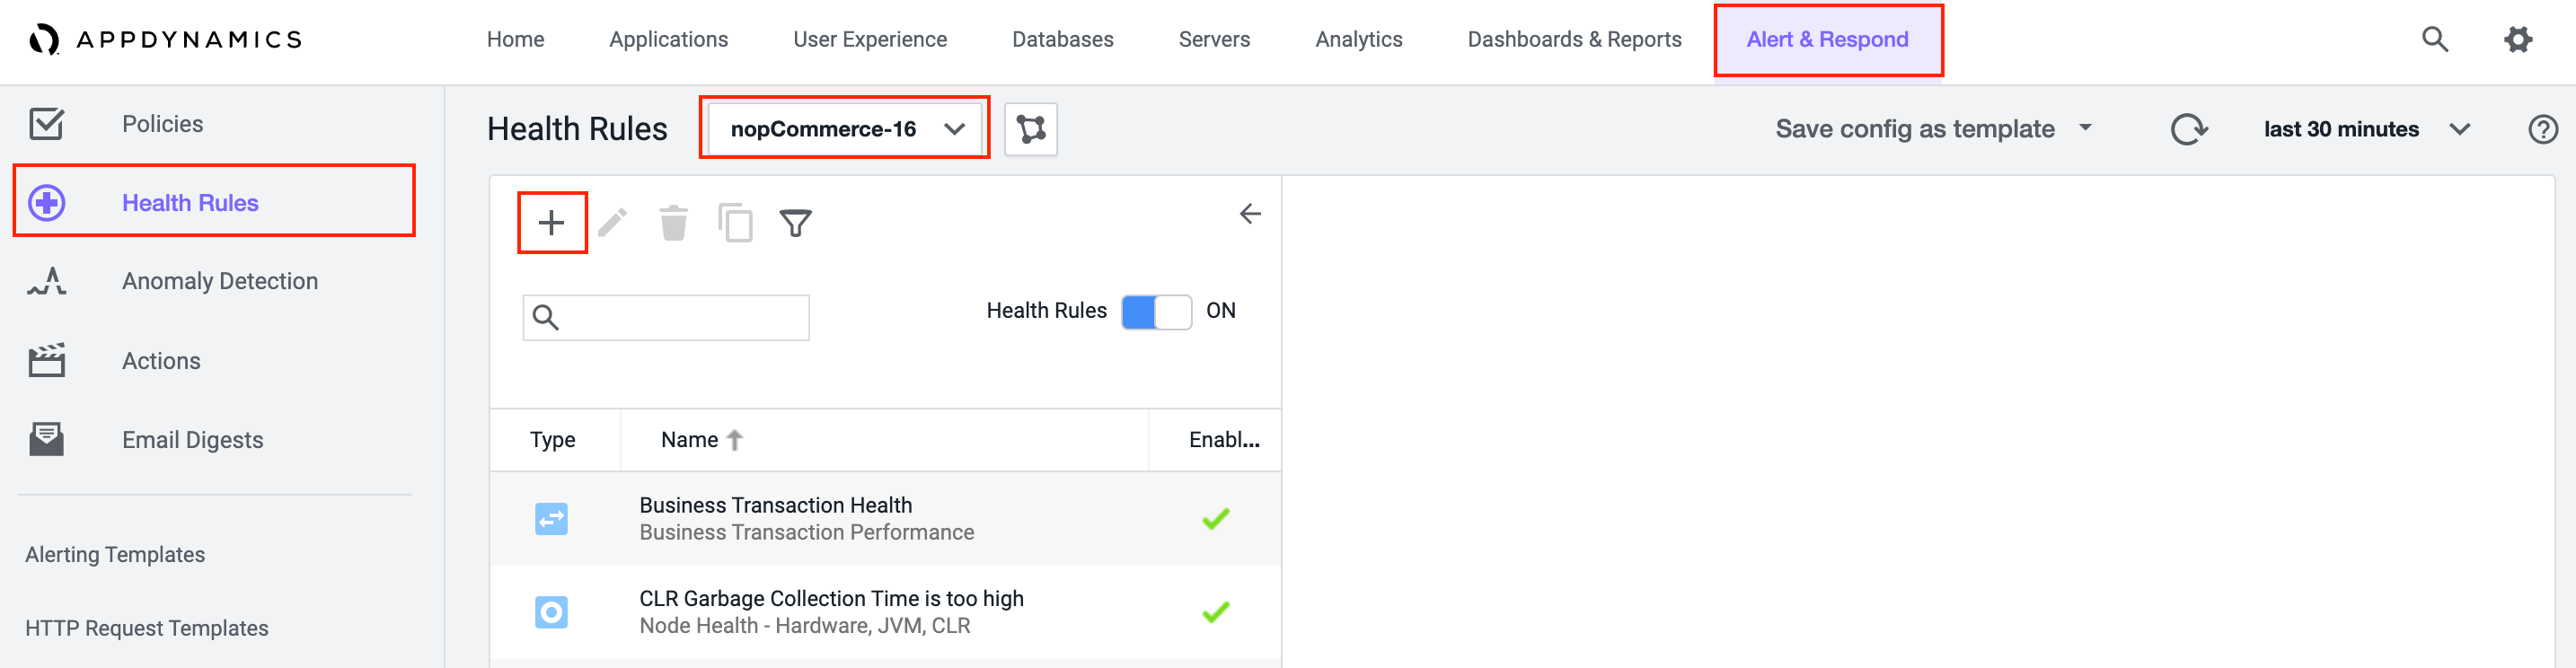 APPDYNAMICS
Home
Applications
User Experience
Databases
Servers
Analytics
Dashboards & Reports
Alert & Respond
Policies
Health Rules
Anomaly Detection
Actions
Email Digests
Alerting Templates
HTTP Request Templates
Health Rules
nopCommerce-16
Save config as template
last 30 minutes
Health Rules
ON
Type
Name
Enabl...
Business Transaction Health
Business Transaction Performance
CLR Garbage Collection Time is too high
Node Health - Hardware, JVM, CLR